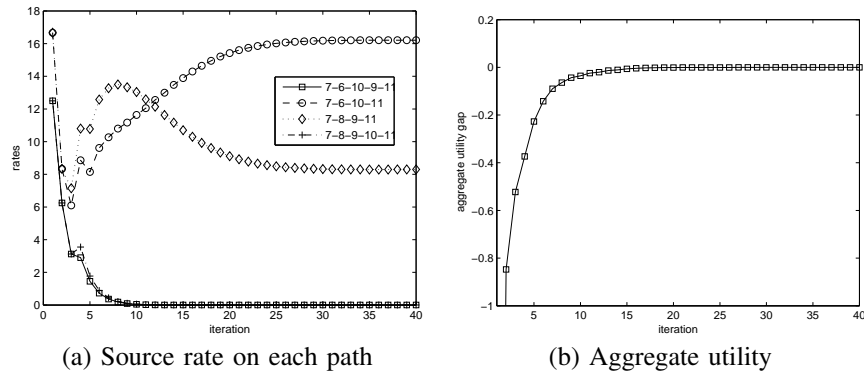 18
16
14
12
10
8
6
4
2
0
rates
0 5 10 15 20 25 30 35 40
iteration
7−6−10−9−11
7−6−10−11
7−8−9−11
7−8−9−10−11
(a) Source rate on each path
0.2
0
−0.2
−0.4
−0.6
−0.8
−1
aggregate utility gap
5 10 15 20 25 30 35 40
iteration
(b) Aggregate utility